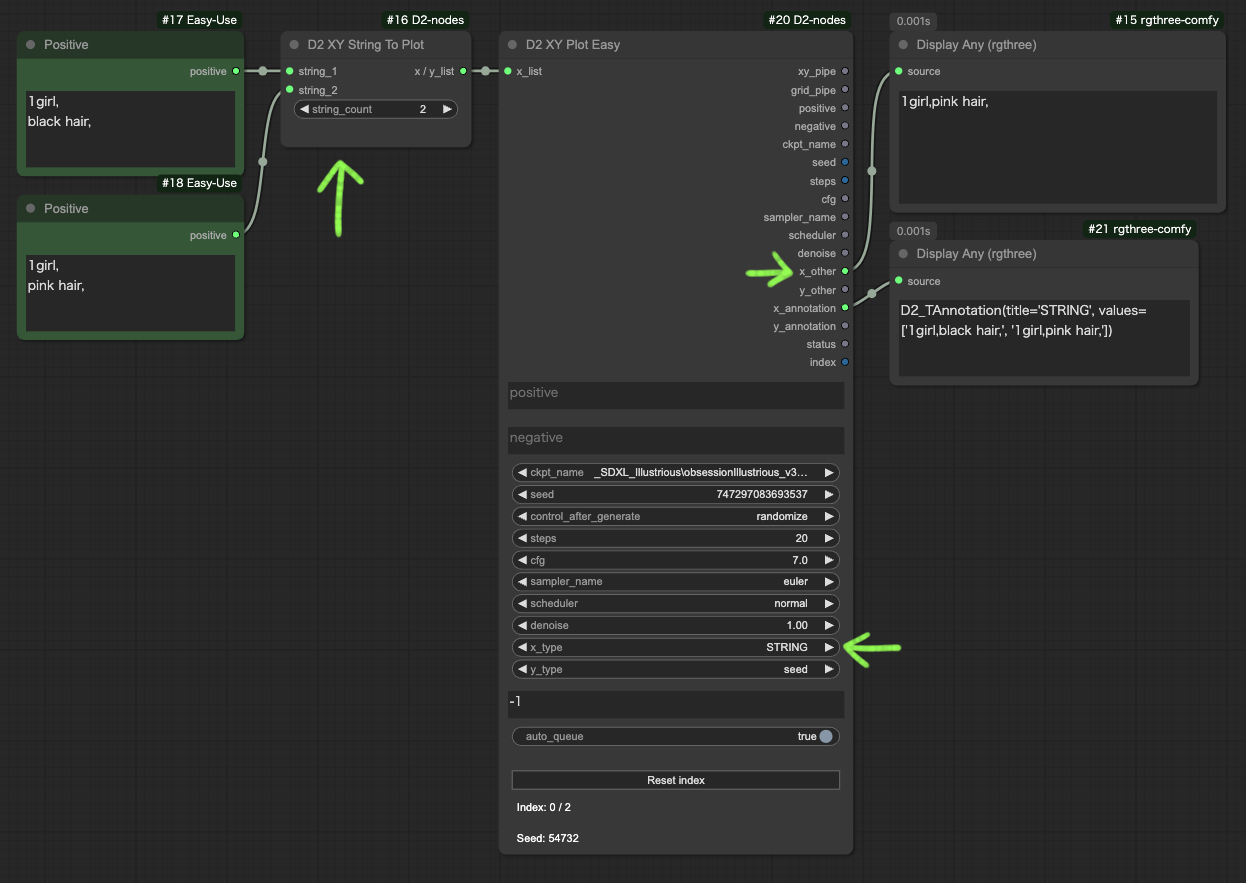 #17 Easy-Use
Positive
positive
1girl,
black hair,
#18 Easy-Use
Positive
positive
1girl,
pink hair,
#16 D2-nodes
D2 XY String To Plot
string_1
x / y_list
string_2
string_count
2
#20 D2-nodes
D2 XY Plot Easy
x_list
xy_pipe
grid_pipe
positive
negative
ckpt_name
seed
steps
cfg
sampler_name
scheduler
denoise
x_other
y_other
x_annotation
y_annotation
status
index
positive
negative
ckpt_name _SDXL_Illustrious\obsessionIllustrious_v3...
seed 747297083693537
control_after_generate randomize
steps 20
cfg 7.0
sampler_name euler
scheduler normal
denoise 1.00
x_type STRING
y_type seed
-1
auto_queue true
Reset index
Index: 0 / 2
Seed: 54732
0.001s
#15 rgthree-comfy
Display Any (rgthree)
source
1girl,pink hair,
0.001s
#21 rgthree-comfy
Display Any (rgthree)
source
D2_TAnnotation(title='STRING', values=
['1girl,black hair,', '1girl,pink hair,'])